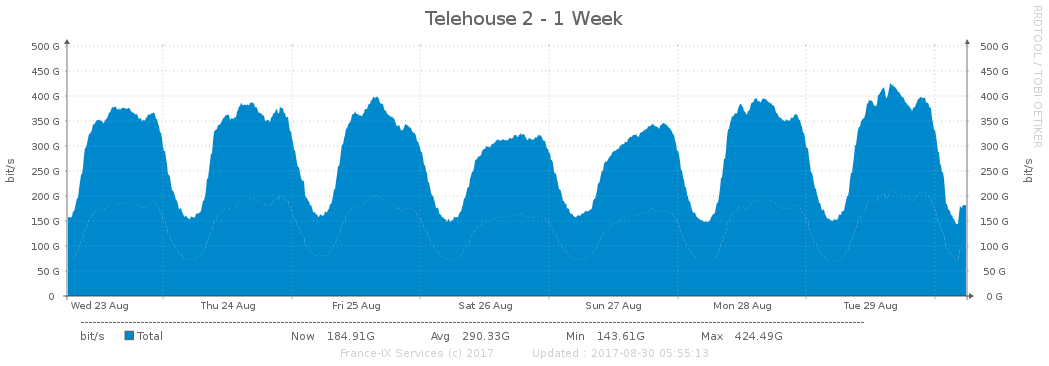 Telehouse 2 - 1 Week
RRDTOOL / TOBI OETIKER
500 G 500 G
450 G 450 G
400 G 400 G
350 G 350 G
300 G 300 G
250 G 250 G
200 G 200 G
150 G 150 G
100 G 100 G
50 G 50 G
0 0 G
bit/s bit/s
Wed 23 Aug Thu 24 Aug Fri 25 Aug Sat 26 Aug Sun 27 Aug Mon 28 Aug Tue 29 Aug
bit/s Total Now 184.91G Avg 290.33G Min 143.61G Max 424.49G
France-IX Services (c) 2017 Updated : 2017-08-30 05:55:13